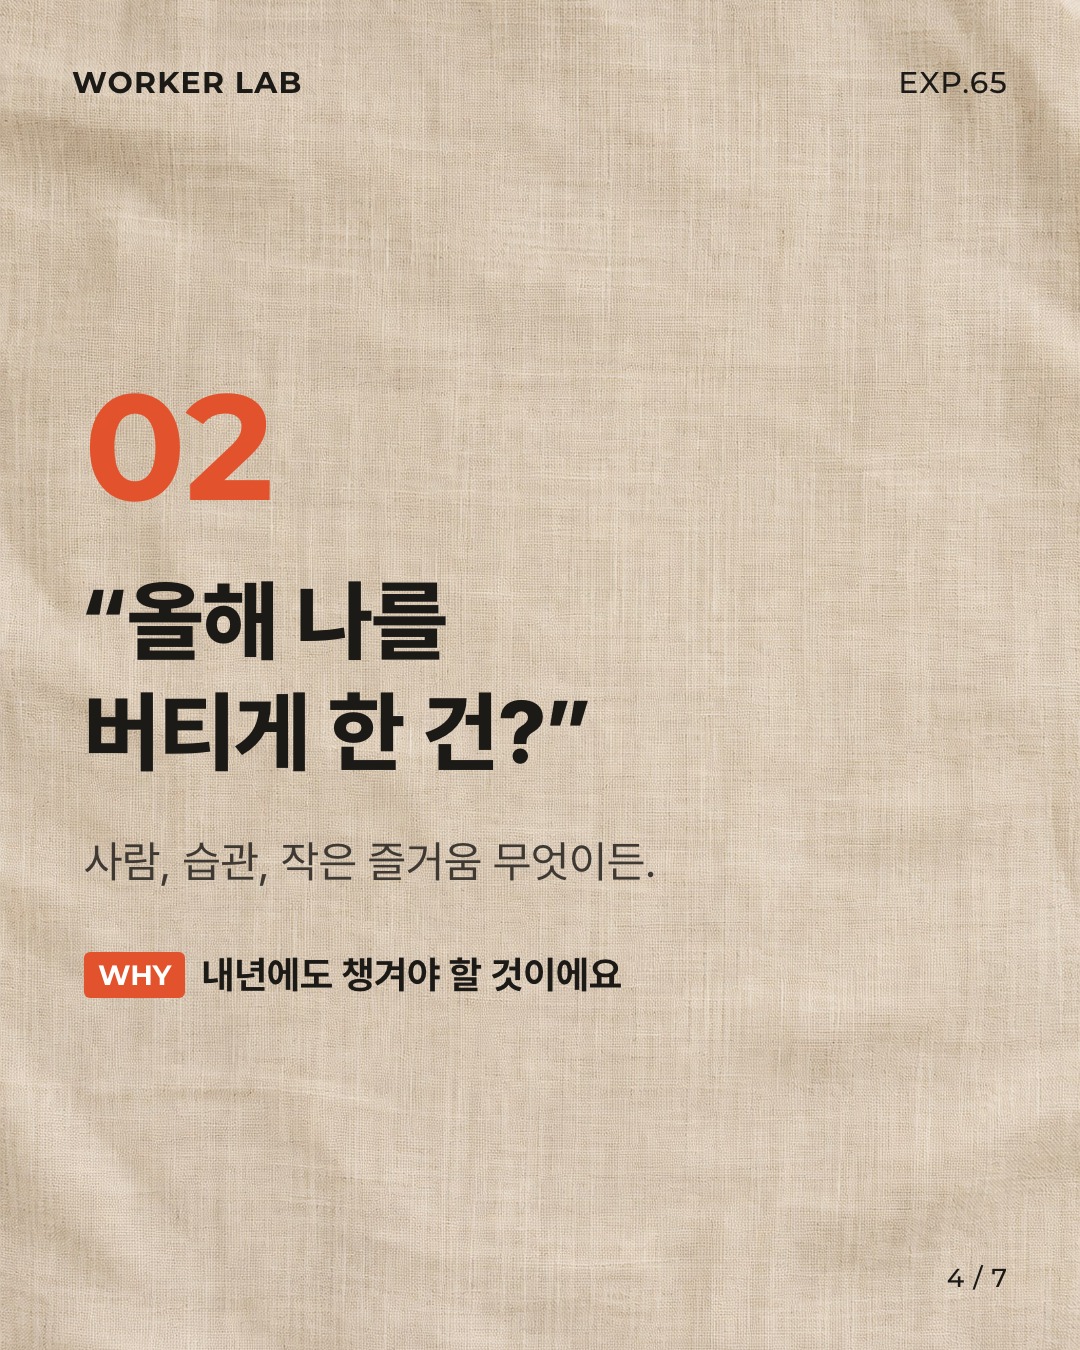 WORKER LAB
EXP.65
02
“올해 나를
버티게 한 건?”
사람, 습관, 작은 즐거움 무엇이든.
WHY 내년에도 챙겨야 할 것이에요
4 / 7